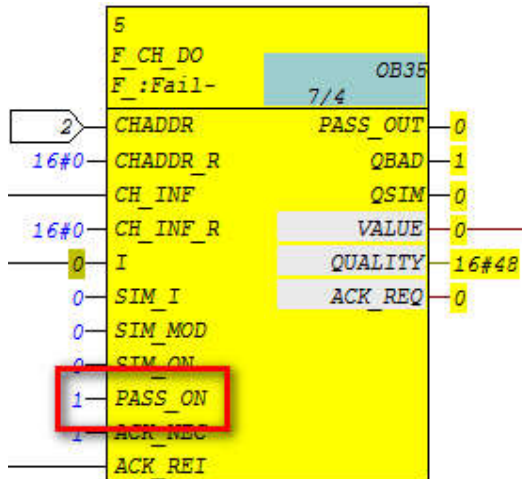 5
F_CH_DO
F_:Fail-
OB35
7/4
2 CHADDR PASS_OUT 0
16#0 CHADDR_R QBAD 1
CH_INF QSIM 0
16#0 CH_INF_R VALUE 0
0 I QUALITY 16#48
0 SIM_I ACK_REQ 0
0 SIM_MOD
0 SIM_ON
1 PASS_ON
1 ACK_NEC
ACK_REI